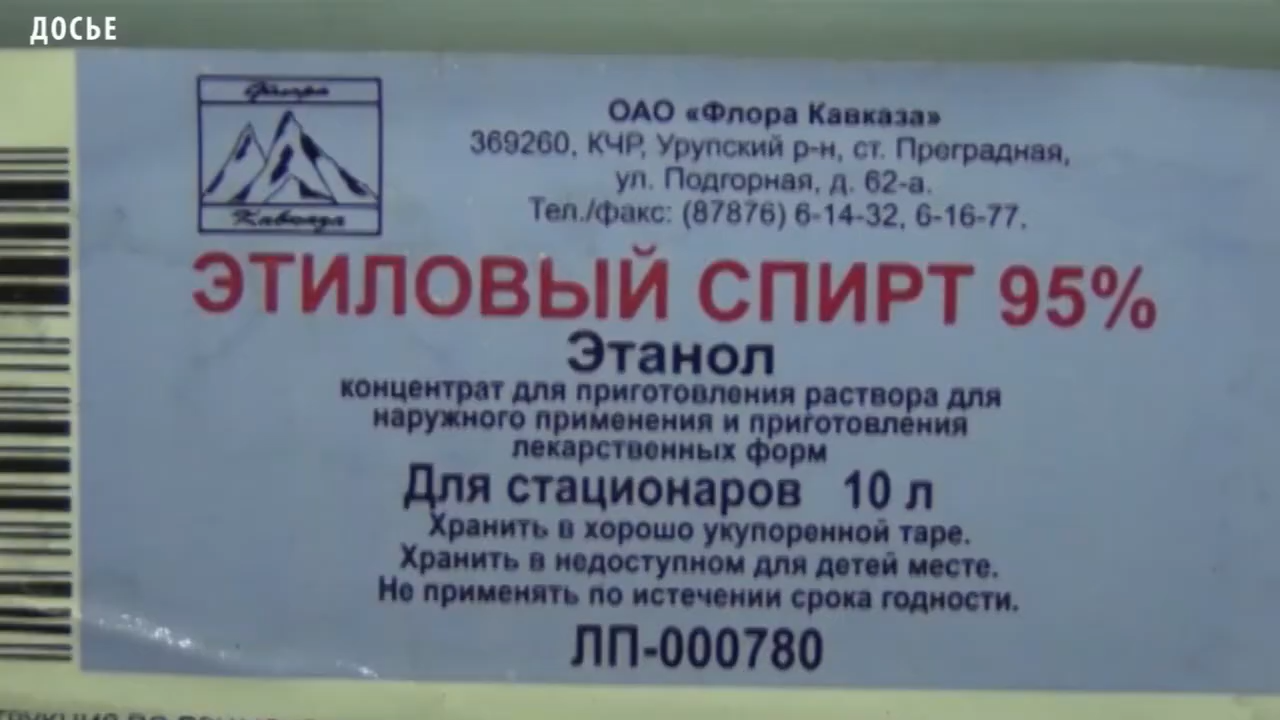 ДОСЬЕ
Флора
Кавказа
ОАО «Флора Кавказа»
369260, КЧР, Урупский р-н, ст. Преградная,
ул. Подгорная, д. 62-а.
Тел./факс: (87876) 6-14-32, 6-16-77.
ЭТИЛОВЫЙ СПИРТ 95%
Этанол
концентрат для приготовления раствора для
наружного применения и приготовления
лекарственных форм
Для стационаров 10 л
Хранить в хорошо укупоренной таре.
Хранить в недоступном для детей месте.
Не применять по истечении срока годности.
ЛП-000780